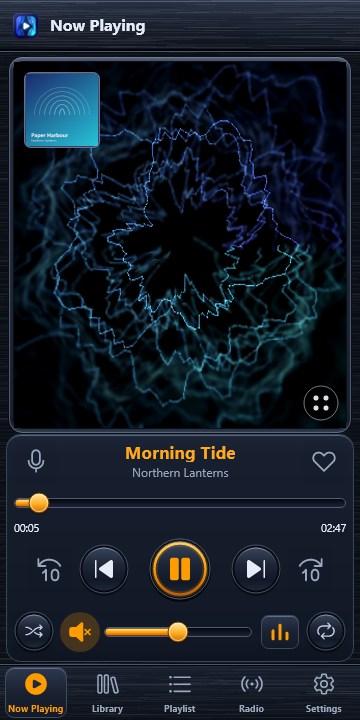 Now Playing
Paper Harbour
Morning Tide
Northern Lanterns
00:05
02:47
10
10
Now Playing
Library
Playlist
Radio
Settings